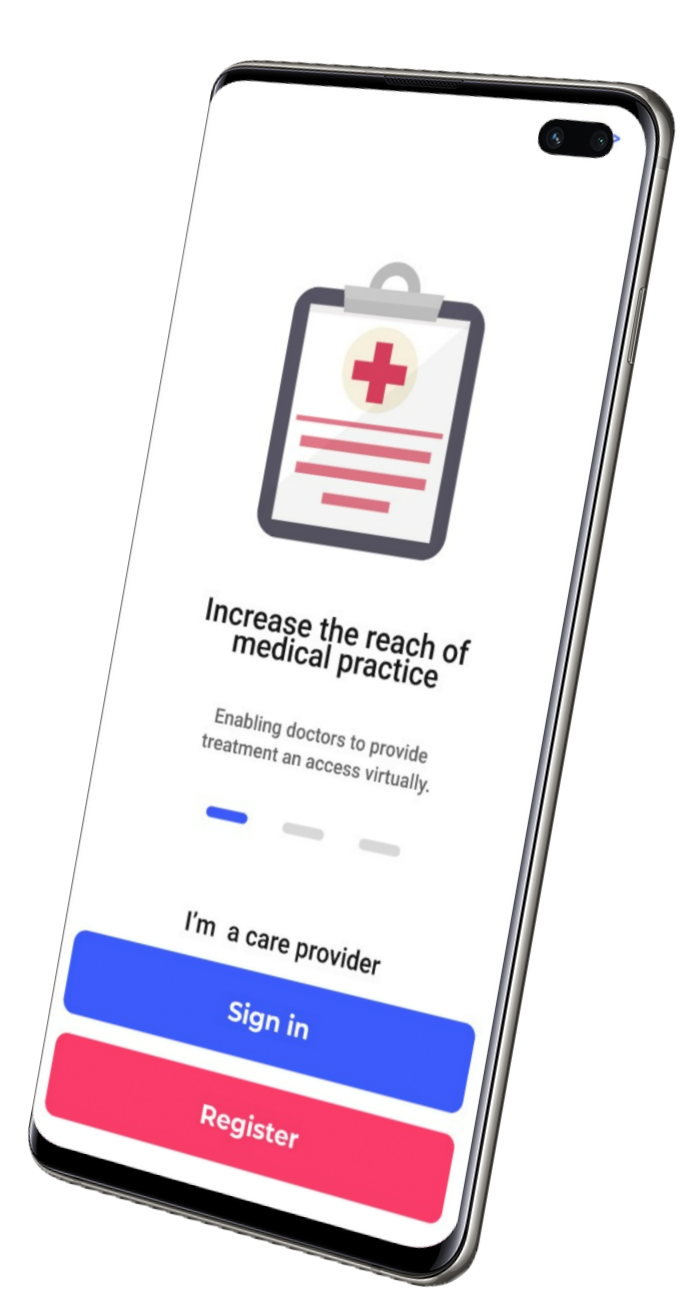 Increase the reach of
medical practice
Enabling doctors to provide
treatment an access virtually.
I'm a care provider
Sign in
Register